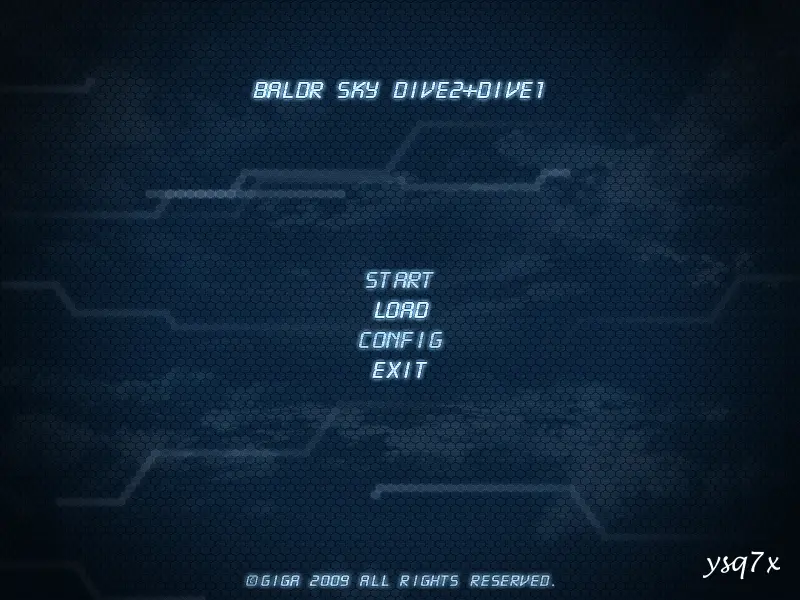 BALDR SKY DIVE2+DIVE1
START
LOAD
CONFIG
EXIT
©GIGA 2009 ALL RIGHTS RESERVED.
ysq7x